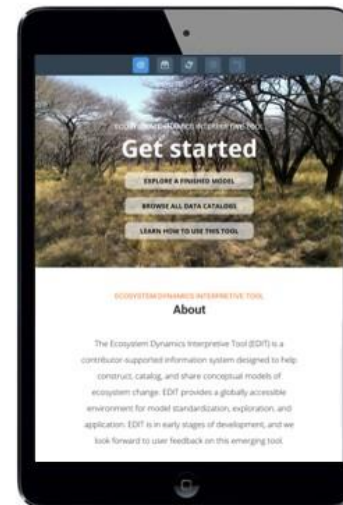 ECOSYSTEM DYNAMICS INTERPRETIVE TOOL
Get started
EXPLORE A FINISHED MODEL
BROWSE ALL DATA CATALOGS
LEARN HOW TO USE THIS TOOL
ECOSYSTEM DYNAMICS INTERPRETIVE TOOL
About
The Ecosystem Dynamics Interpretive Tool (EDIT) is a
contributor-supported information system designed to help
construct, catalog, and share conceptual models of
ecosystem change. EDIT provides a globally accessible
environment for model standardization, exploration, and
application. EDIT is in early stages of development, and we
look forward to user feedback on this emerging tool.